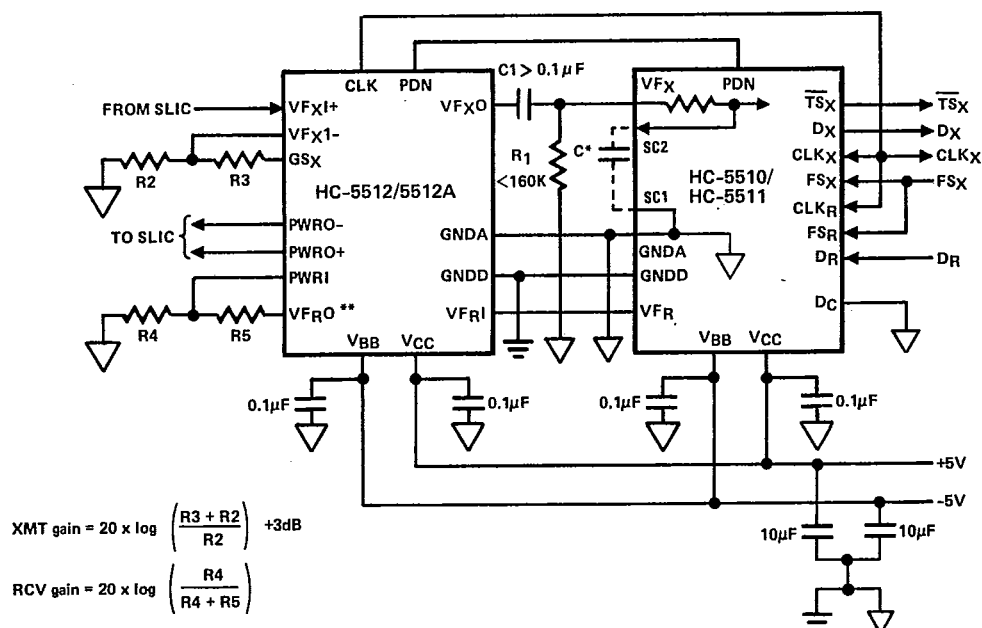 CLK PDN
C1 > 0.1 µF
VFX PDN
FROM SLIC
VFXI+
VFXO
TSX
TSX
VFX1-
DX
DX
GSX
R1
<160K
C*
SC2
CLKX
CLKX
R2 R3
HC-5512/5512A
HC-5510/
HC-5511
FSX
FSX
SC1
CLKR
TO SLIC
PWRO-
PWRO+
GNDA
GNDA
FSR
PWRI
GNDD
GNDD
DR
DR
VFRO **
VFRI
VFR
DC
R4 R5
VBB VCC
VBB VCC
0.1µF
0.1µF
0.1µF
0.1µF
+5V
-5V
10µF
10µF
XMT gain = 20 x log (R3 + R2 / R2) +3dB
RCV gain = 20 x log (R4 / R4 + R5)